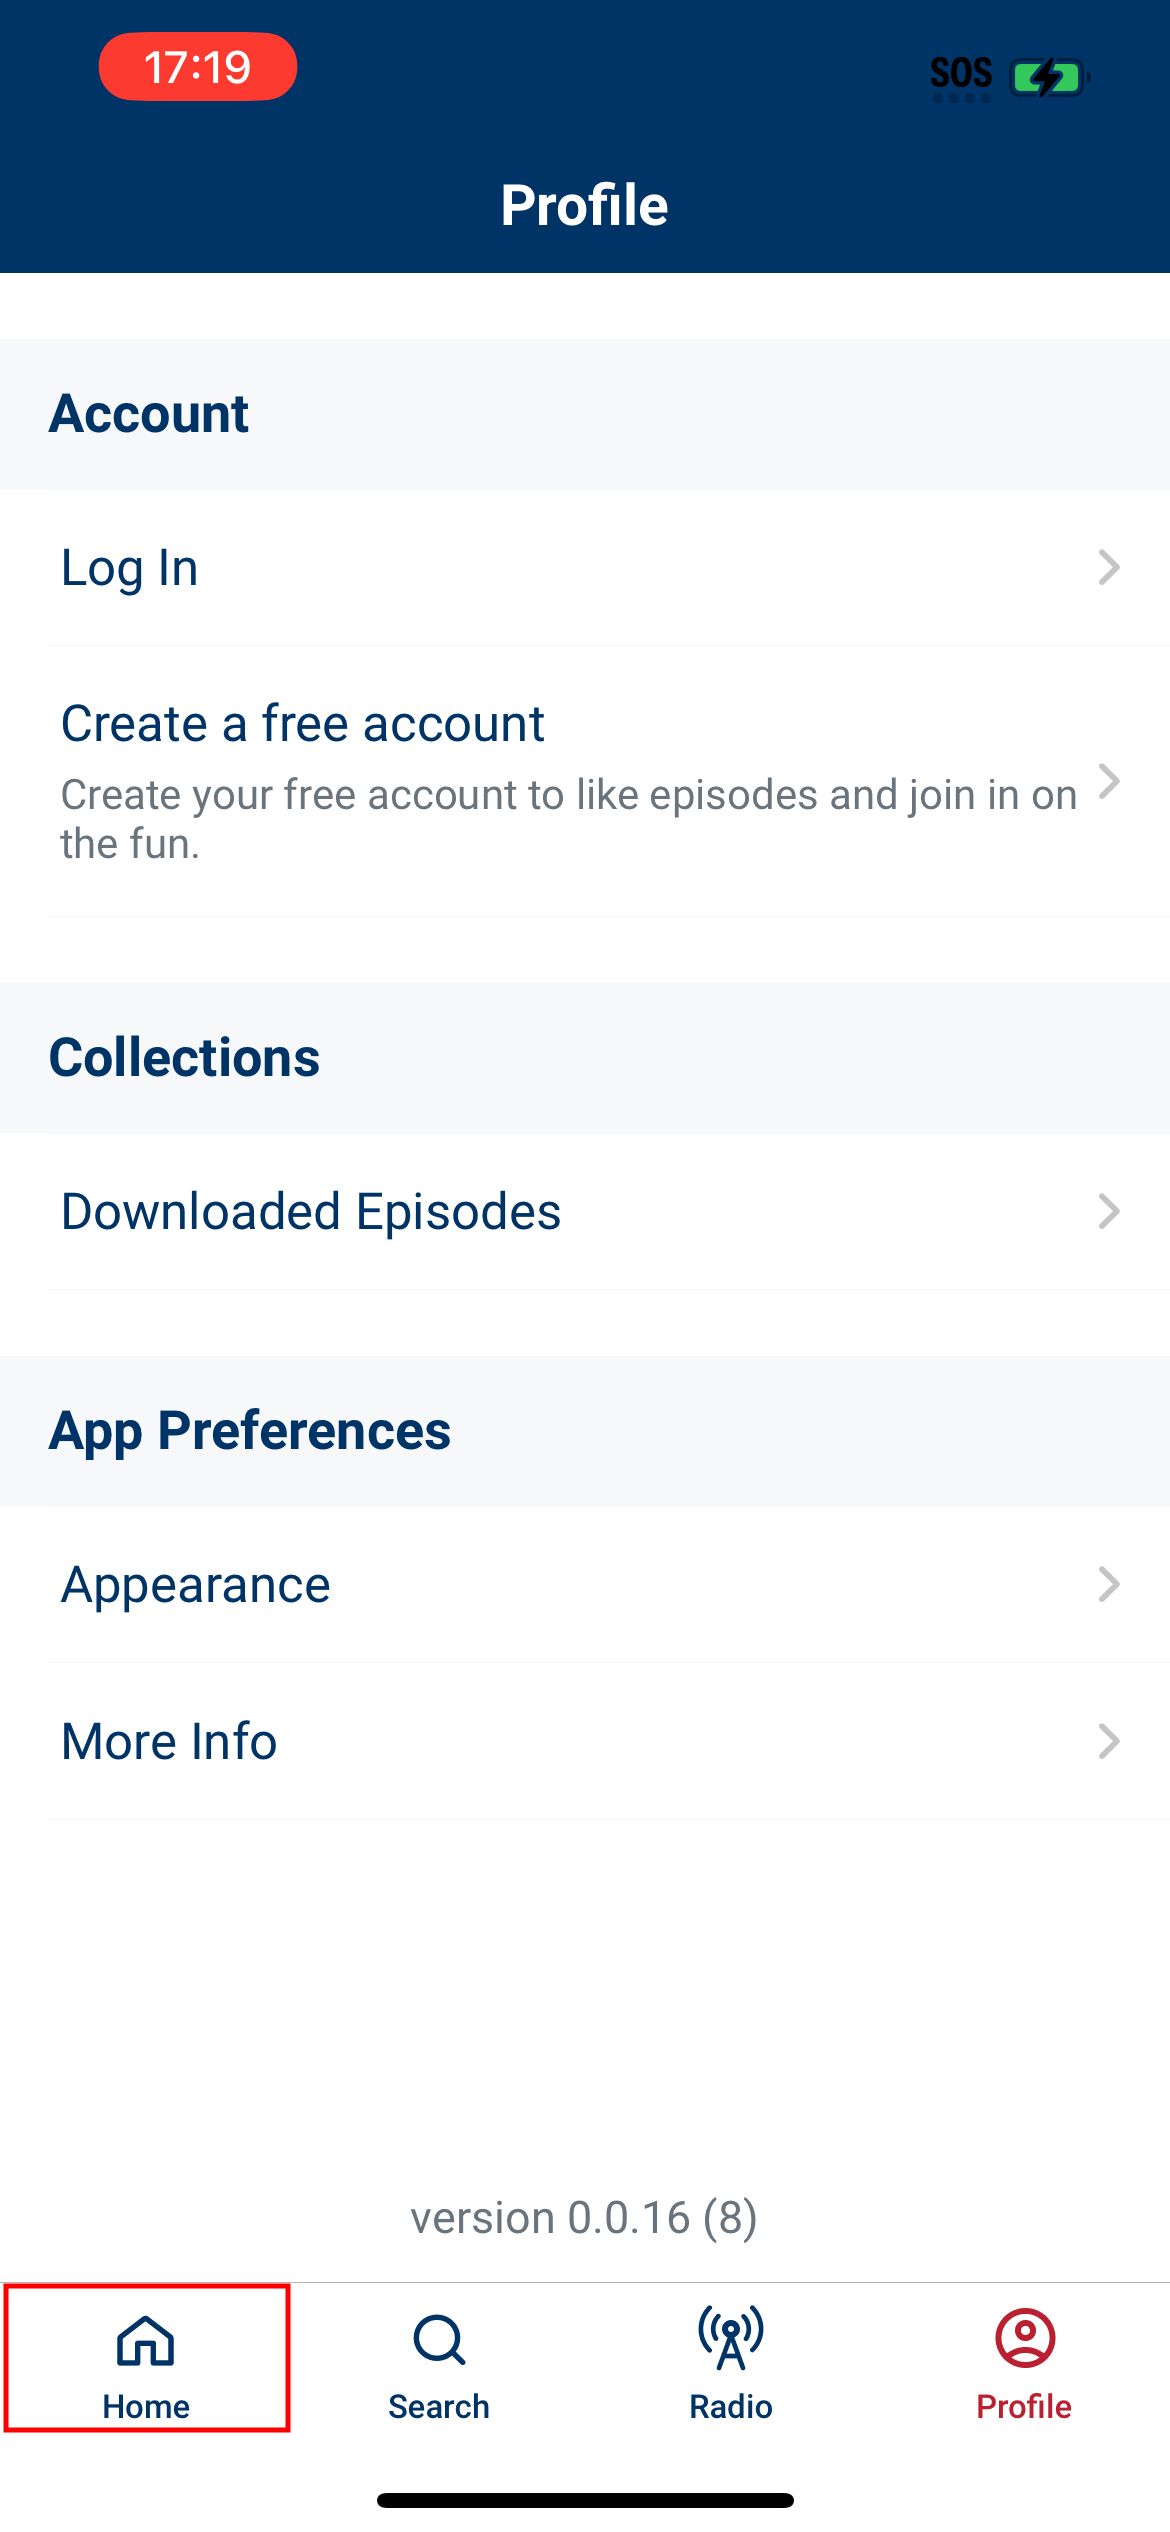 17:19
SOS
Profile
Account
Log In
Create a free account
Create your free account to like episodes and join in on
the fun.
Collections
Downloaded Episodes
App Preferences
Appearance
More Info
version 0.0.16 (8)
Home
Search
Radio
Profile